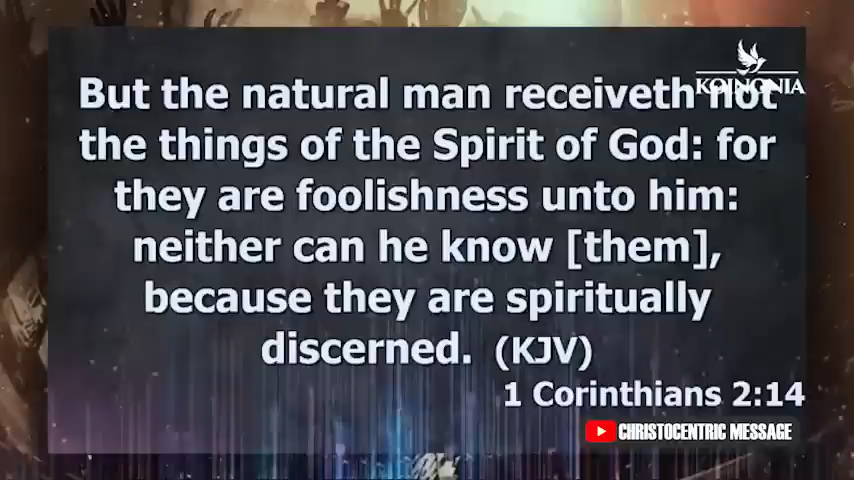 KOINONIA
But the natural man receiveth not
the things of the Spirit of God: for
they are foolishness unto him:
neither can he know [them],
because they are spiritually
discerned. (KJV)
1 Corinthians 2:14
CHRISTOCENTRIC MESSAGE